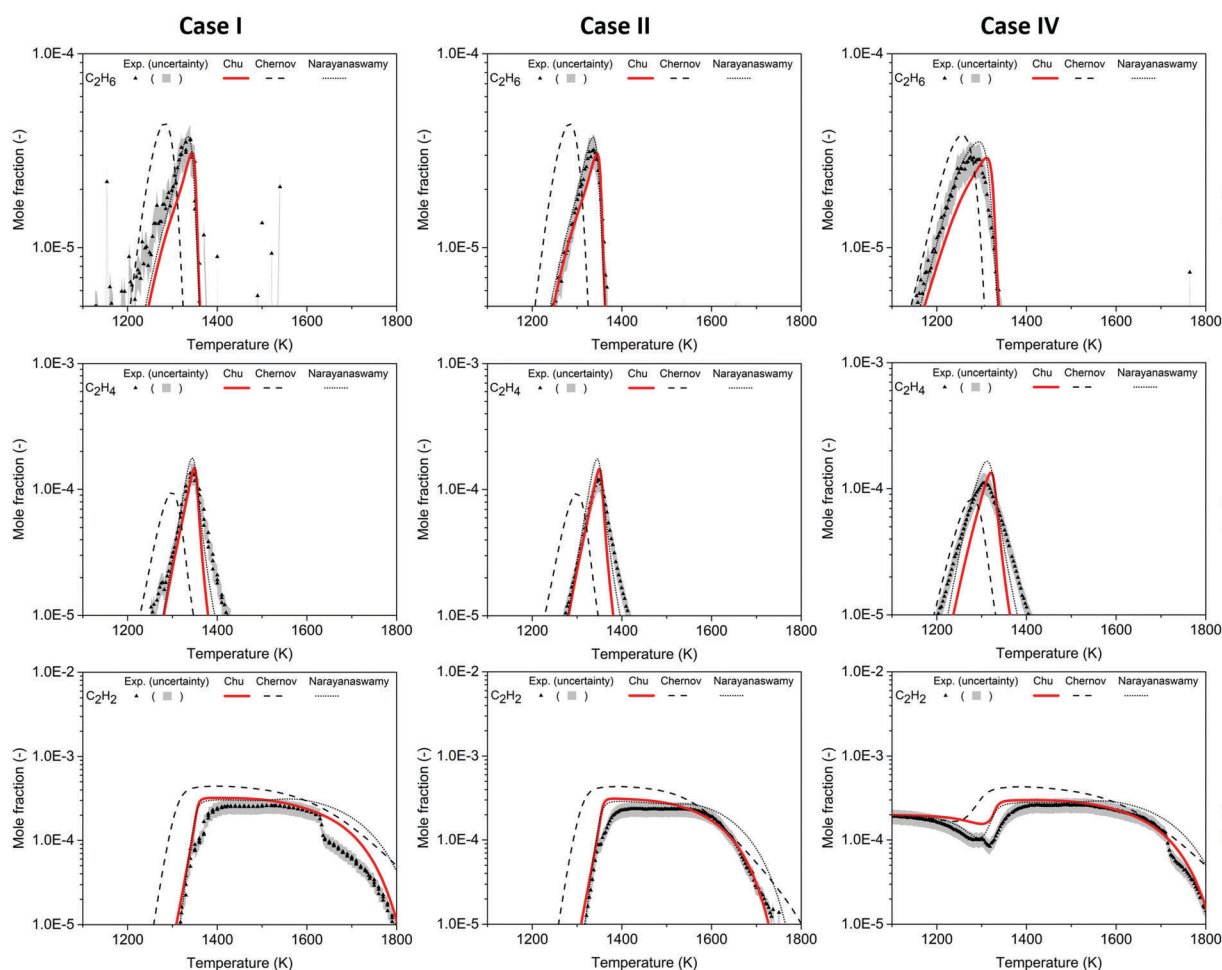 Case I
Case II
Case IV
1.0E-4
Exp. (uncertainty) Chu Chernov Narayanaswamy
C2H6 ( )
Mole fraction (-)
1.0E-5
1200 1400 1600 1800
Temperature (K)
1.0E-4
Exp. (uncertainty) Chu Chernov Narayanaswamy
C2H6 ( )
Mole fraction (-)
1.0E-5
1200 1400 1600 1800
Temperature (K)
1.0E-4
Exp. (uncertainty) Chu Chernov Narayanaswamy
C2H6 ( )
Mole fraction (-)
1.0E-5
1200 1400 1600 1800
Temperature (K)
1.0E-3
Exp. (uncertainty) Chu Chernov Narayanaswamy
C2H4 ( )
Mole fraction (-)
1.0E-4
1.0E-5
1200 1400 1600 1800
Temperature (K)
1.0E-3
Exp. (uncertainty) Chu Chernov Narayanaswamy
C2H4 ( )
Mole fraction (-)
1.0E-4
1.0E-5
1200 1400 1600 1800
Temperature (K)
1.0E-3
Exp. (uncertainty) Chu Chernov Narayanaswamy
C2H4 ( )
Mole fraction (-)
1.0E-4
1.0E-5
1200 1400 1600 1800
Temperature (K)
1.0E-2
Exp. (uncertainty) Chu Chernov Narayanaswamy
C2H2 ( )
Mole fraction (-)
1.0E-3
1.0E-4
1.0E-5
1200 1400 1600 1800
Temperature (K)
1.0E-2
Exp. (uncertainty) Chu Chernov Narayanaswamy
C2H2 ( )
Mole fraction (-)
1.0E-3
1.0E-4
1.0E-5
1200 1400 1600 1800
Temperature (K)
1.0E-2
Exp. (uncertainty) Chu Chernov Narayanaswamy
C2H2 ( )
Mole fraction (-)
1.0E-3
1.0E-4
1.0E-5
1200 1400 1600 1800
Temperature (K)